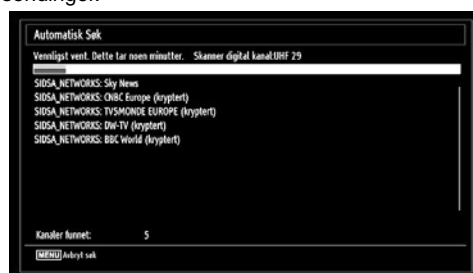 Automatisk Søk
Vennligst vent. Dette tar noen minutter. Skanner digital kanal:UHF 29
SIDSA_NETWORKS: Sky News
SIDSA_NETWORKS: CNBC Europe (kryptert)
SIDSA_NETWORKS: TV5MONDE EUROPE (kryptert)
SIDSA_NETWORKS: DW-TV (kryptert)
SIDSA_NETWORKS: BBC World (kryptert)
Kanaler funnet: 5
MENU Avbryt søk